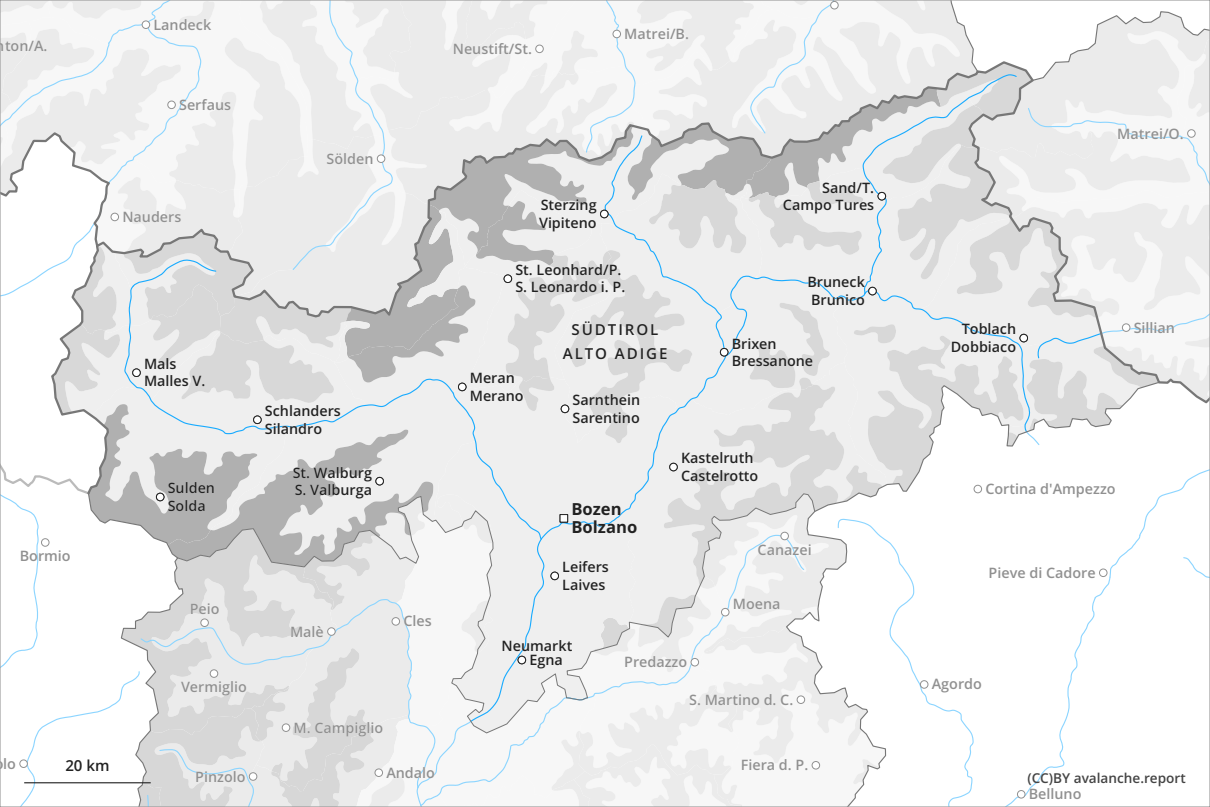 Landeck
nton/A.
Neustift/St.
Matrei/B.
Serfaus
Matrei/O.
Sölden
Nauders
Sand/T.
Campo Tures
Sterzing
Vipiteno
St. Leonhard/P.
S. Leonardo i. P.
Bruneck
Brunico
SÜDTIROL
ALTO ADIGE
Toblach
Dobbiaco
Sillian
Brixen
Bressanone
Mals
Malles V.
Meran
Merano
Sarnthein
Sarentino
Schlanders
Silandro
Kastelruth
Castelrotto
St. Walburg
S. Valburga
Sulden
Solda
Cortina d'Ampezzo
Bozen
Bolzano
Bormio
Canazei
Leifers
Laives
Pieve di Cadore
Peio
Moena
Malè
Cles
Neumarkt
Egna
Predazzo
Vermiglio
Agordo
S. Martino d. C.
M. Campiglio
olo
20 km
Pinzolo
Andalo
Fiera d. P.
(CC)BY avalanche.report
Belluno